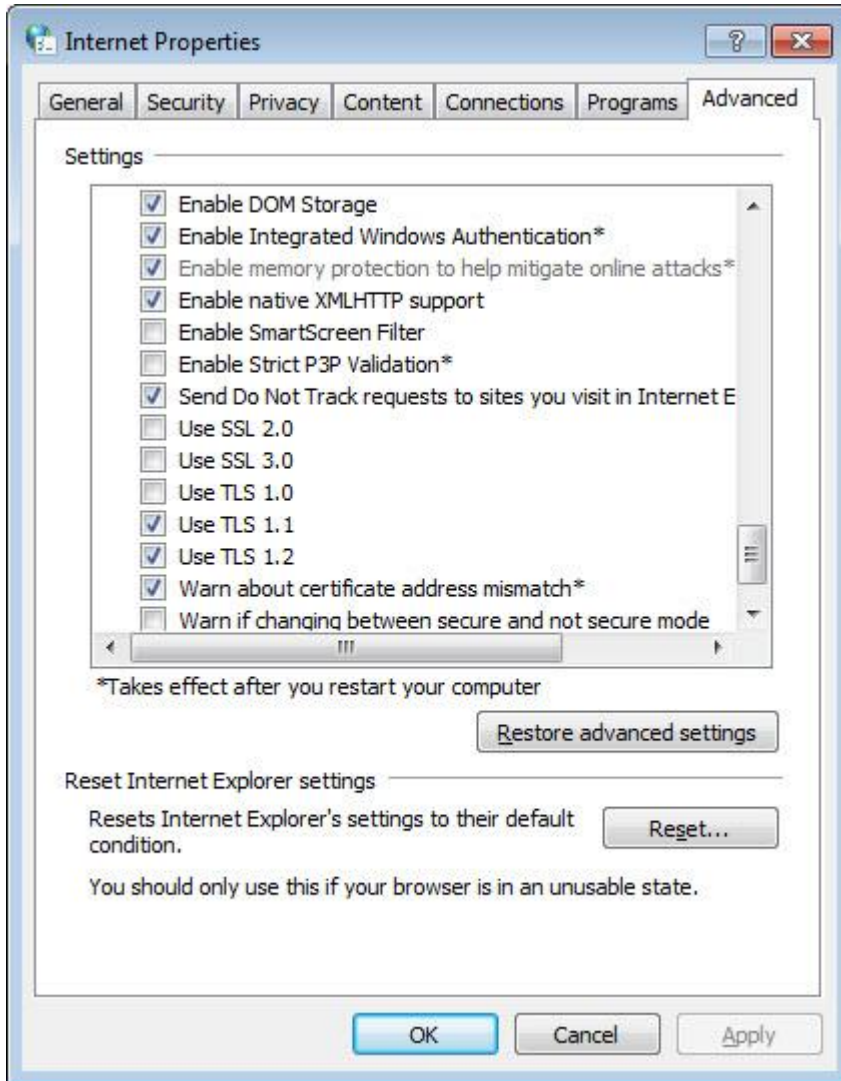 Internet Properties
General Security Privacy Content Connections Programs Advanced
Settings
Enable DOM Storage
Enable Integrated Windows Authentication*
Enable memory protection to help mitigate online attacks*
Enable native XMLHTTP support
Enable SmartScreen Filter
Enable Strict P3P Validation*
Send Do Not Track requests to sites you visit in Internet E
Use SSL 2.0
Use SSL 3.0
Use TLS 1.0
Use TLS 1.1
Use TLS 1.2
Warn about certificate address mismatch*
Warn if changing between secure and not secure mode
*Takes effect after you restart your computer
Restore advanced settings
Reset Internet Explorer settings
Resets Internet Explorer's settings to their default
condition.
Reset...
You should only use this if your browser is in an unusable state.
OK Cancel Apply